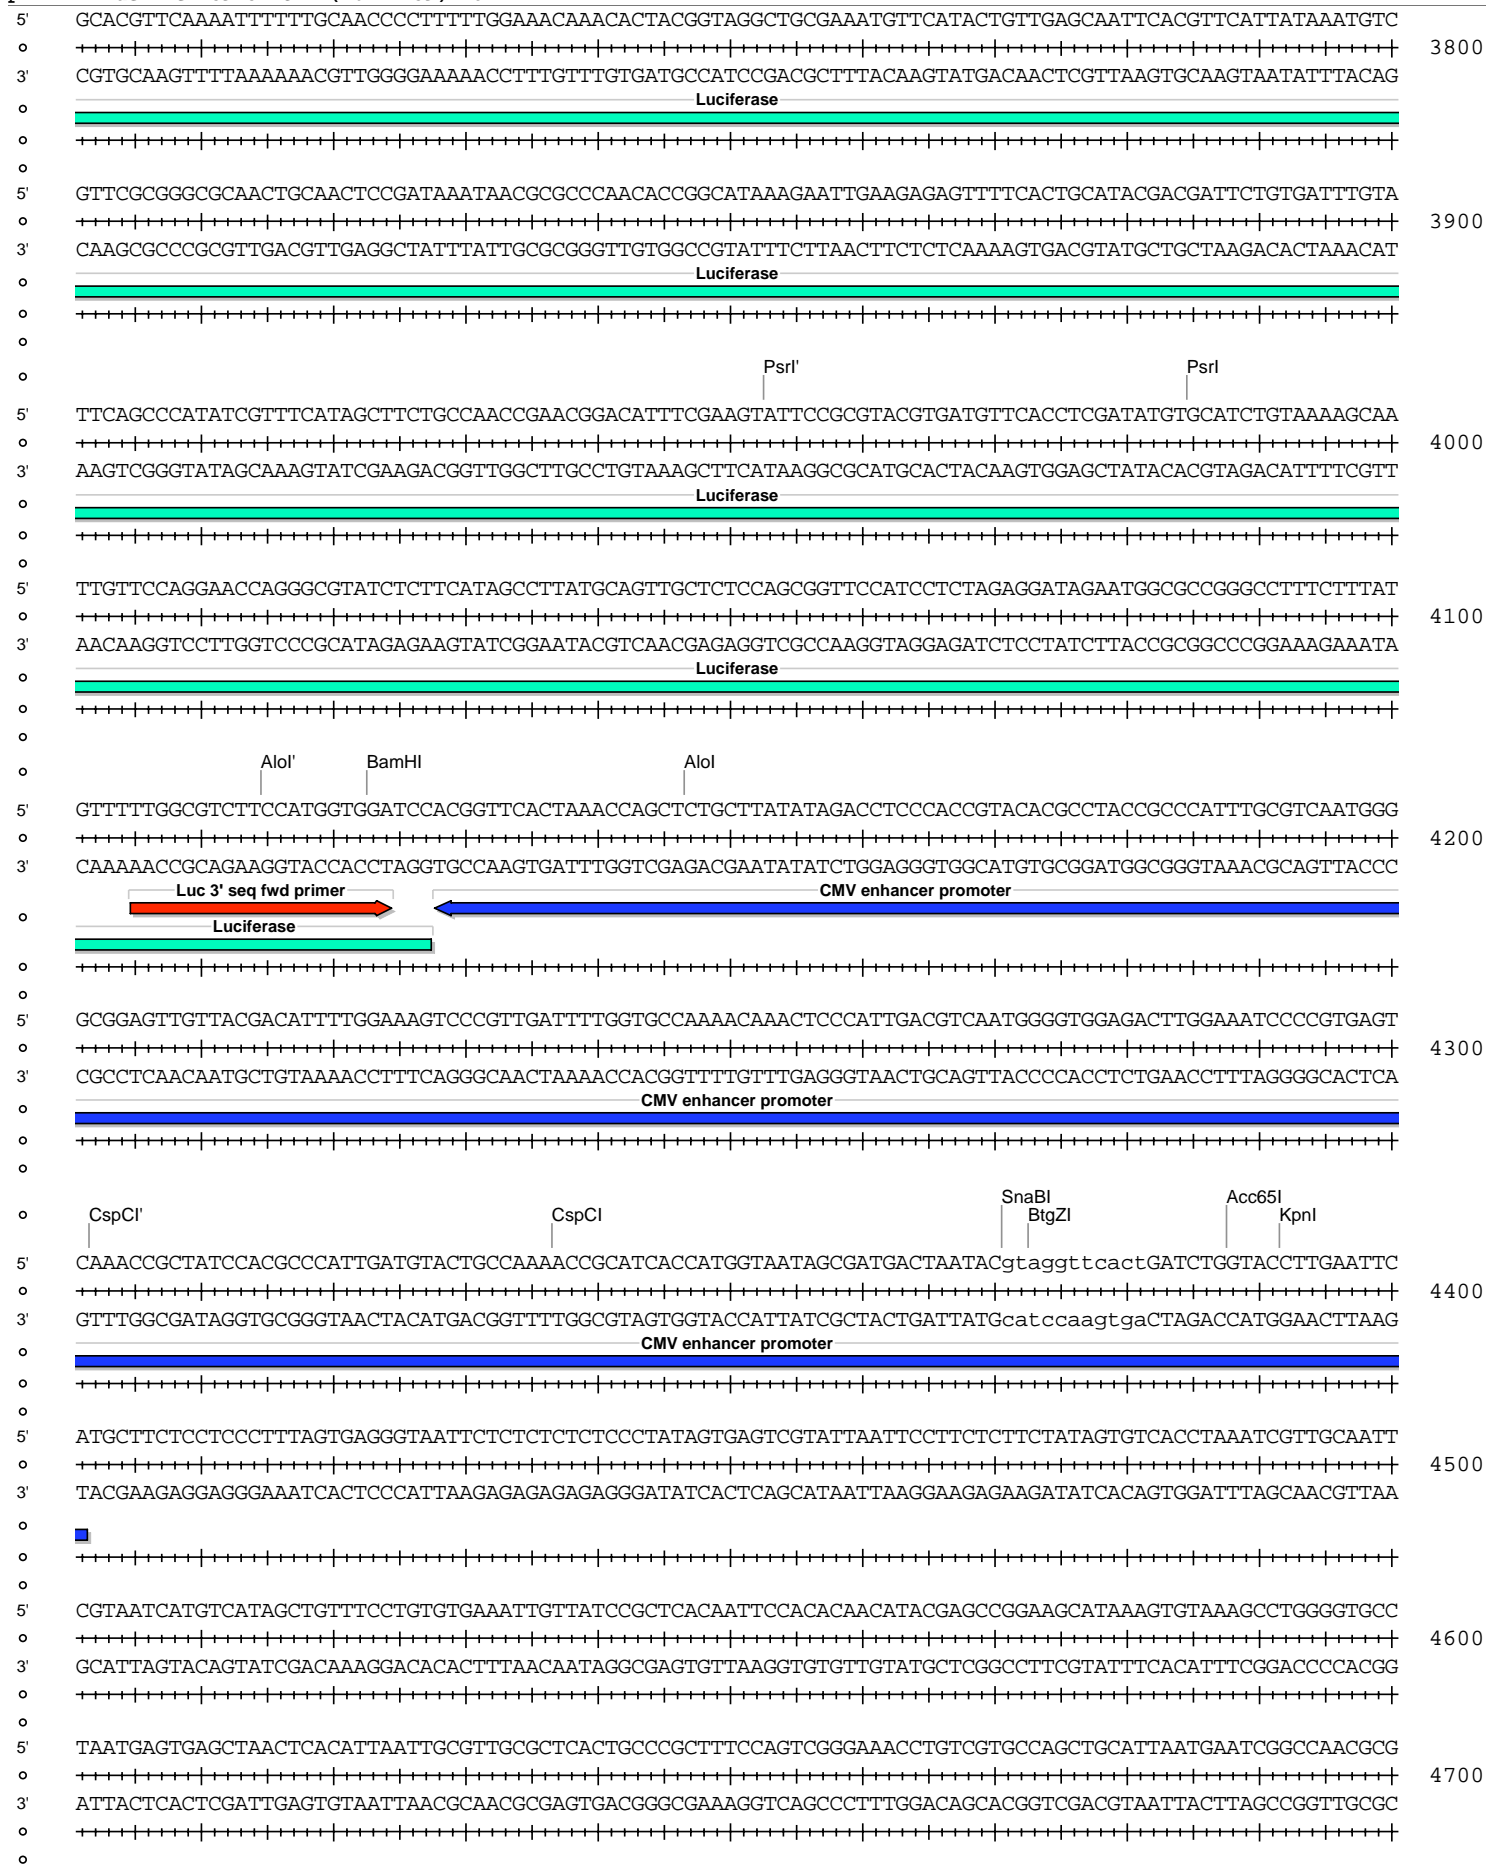 5' GCACGTTCAAAATTTTTTGCAACCCCTTTTTGGAAACAAACACTACGGTAGGCTGCGAAATGTTCATACTGTTGAGCAATTCACGTTCATTATAAATGTC
3800
3' CGTGCAAGTTTTAAAAAACGTTGGGGAAAAACCTTTGTTTGTGATGCCATCCGACGCTTTACAAGTATGACAACTCGTTAAGTGCAAGTAATATTTACAG
Luciferase
5' GTTCGCGGGCGCAACTGCAACTCCGATAAATAACGCGCCCAACACCGGCATAAAGAATTGAAGAGAGTTTTCACTGCATACGACGATTCTGTGATTTGTA
3900
3' CAAGCGCCCGCGTTGACGTTGAGGCTATTTATTGCGCGGGTTGTGGCCGTATTTCTTAACTTCTCTCAAAAGTGACGTATGCTGCTAAGACACTAAACAT
Luciferase
PsrI' PsrI
5' TTCAGCCCATATCGTTTCATAGCTTCTGCCAACCGAACGGACATTTCGAAGTATTCCGCGTACGTGATGTTCACCTCGATATGTGCATCTGTAAAAGCAA
4000
3' AAGTCGGGTATAGCAAAGTATCGAAGACGGTTGGCTTGCCTGTAAAGCTTCATAAGGCGCATGCACTACAAGTGGAGCTATACACGTAGACATTTTCGTT
Luciferase
5' TTGTTCCAGGAACCAGGGCGTATCTCTTCATAGCCTTATGCAGTTGCTCTCCAGCGGTTCCATCCTCTAGAGGATAGAATGGCGCCGGGCCTTTCTTTAT
4100
3' AACAAGGTCCTTGGTCCCGCATAGAGAAGTATCGGAATACGTCAACGAGAGGTCGCCAAGGTAGGAGATCTCCTATCTTACCGCGGCCCGGAAAGAAATA
Luciferase
AloI' BamHI AloI
5' GTTTTTGGCGTCTTCCATGGTGGATCCACGGTTCACTAAACCAGCTCTGCTTATATAGACCTCCCACCGTACACGCCTACCGCCCATTTGCGTCAATGGG
4200
3' CAAAAACCGCAGAAGGTACCACCTAGGTGCCAAGTGATTTGGTCGAGACGAATATATCTGGAGGGTGGCATGTGCGGATGGCGGGTAAACGCAGTTACCC
Luc 3' seq fwd primer CMV enhancer promoter
Luciferase
5' GCGGAGTTGTTACGACATTTTGGAAAGTCCCGTTGATTTTGGTGCCAAAACAAACTCCCATTGACGTCAATGGGGTGGAGACTTGGAAATCCCCGTGAGT
4300
3' CGCCTCAACAATGCTGTAAAACCTTTCAGGGCAACTAAAACCACGGTTTTGTTTGAGGGTAACTGCAGTTACCCCACCTCTGAACCTTTAGGGGCACTCA
CMV enhancer promoter
CspCI' CspCI SnaBI BtgZI Acc65I KpnI
5' CAAACCGCTATCCACGCCCATTGATGTACTGCCAAAACCGCATCACCATGGTAATAGCGATGACTAATACgtaggttcactGATCTGGTACCTTGAATTC
4400
3' GTTTGGCGATAGGTGCGGGTAACTACATGACGGTTTTGGCGTAGTGGTACCATTATCGCTACTGATTATGcatccaagtgaCTAGACCATGGAACTTAAG
CMV enhancer promoter
5' ATGCTTCTCCTCCCTTTAGTGAGGGTAATTCTCTCTCTCTCCCTATAGTGAGTCGTATTAATTCCTTCTCTTCTATAGTGTCACCTAAATCGTTGCAATT
4500
3' TACGAAGAGGAGGGAAATCACTCCCATTAAGAGAGAGAGAGGGATATCACTCAGCATAATTAAGGAAGAGAAGATATCACAGTGGATTTAGCAACGTTAA
5' CGTAATCATGTCATAGCTGTTTCCTGTGTGAAATTGTTATCCGCTCACAATTCCACACAACATACGAGCCGGAAGCATAAAGTGTAAAGCCTGGGGTGCC
4600
3' GCATTAGTACAGTATCGACAAAGGACACACTTTAACAATAGGCGAGTGTTAAGGTGTGTTGTATGCTCGGCCTTCGTATTTCACATTTCGGACCCCACGG
5' TAATGAGTGAGCTAACTCACATTAATTGCGTTGCGCTCACTGCCCGCTTTCCAGTCGGGAAACCTGTCGTGCCAGCTGCATTAATGAATCGGCCAACGCG
4700
3' ATTACTCACTCGATTGAGTGTAATTAACGCAACGCGAGTGACGGGCGAAAGGTCAGCCCTTTGGACAGCACGGTCGACGTAATTACTTAGCCGGTTGCGC